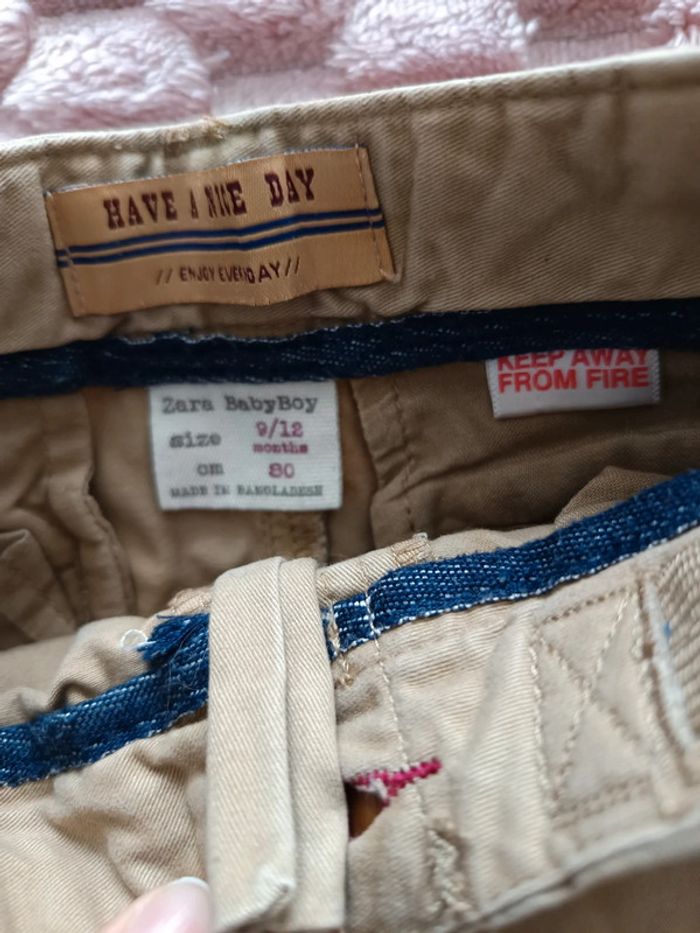 HAVE A NICE DAY
// ENJOY EVERYDAY //
Zara BabyBoy
size 9/12
months
cm 80
MADE IN BANGLADESH
KEEP AWAY
FROM FIRE